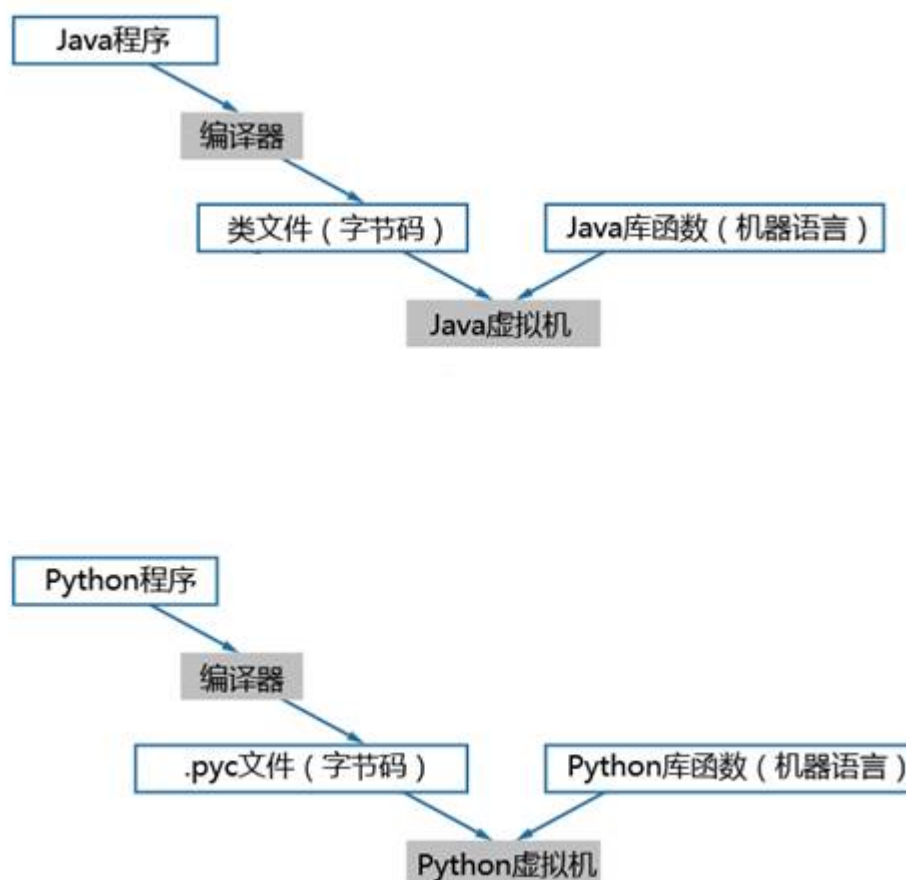 Java程序
编译器
类文件（字节码） Java库函数（机器语言）
Java虚拟机
Python程序
编译器
.pyc文件（字节码） Python库函数（机器语言）
Python虚拟机